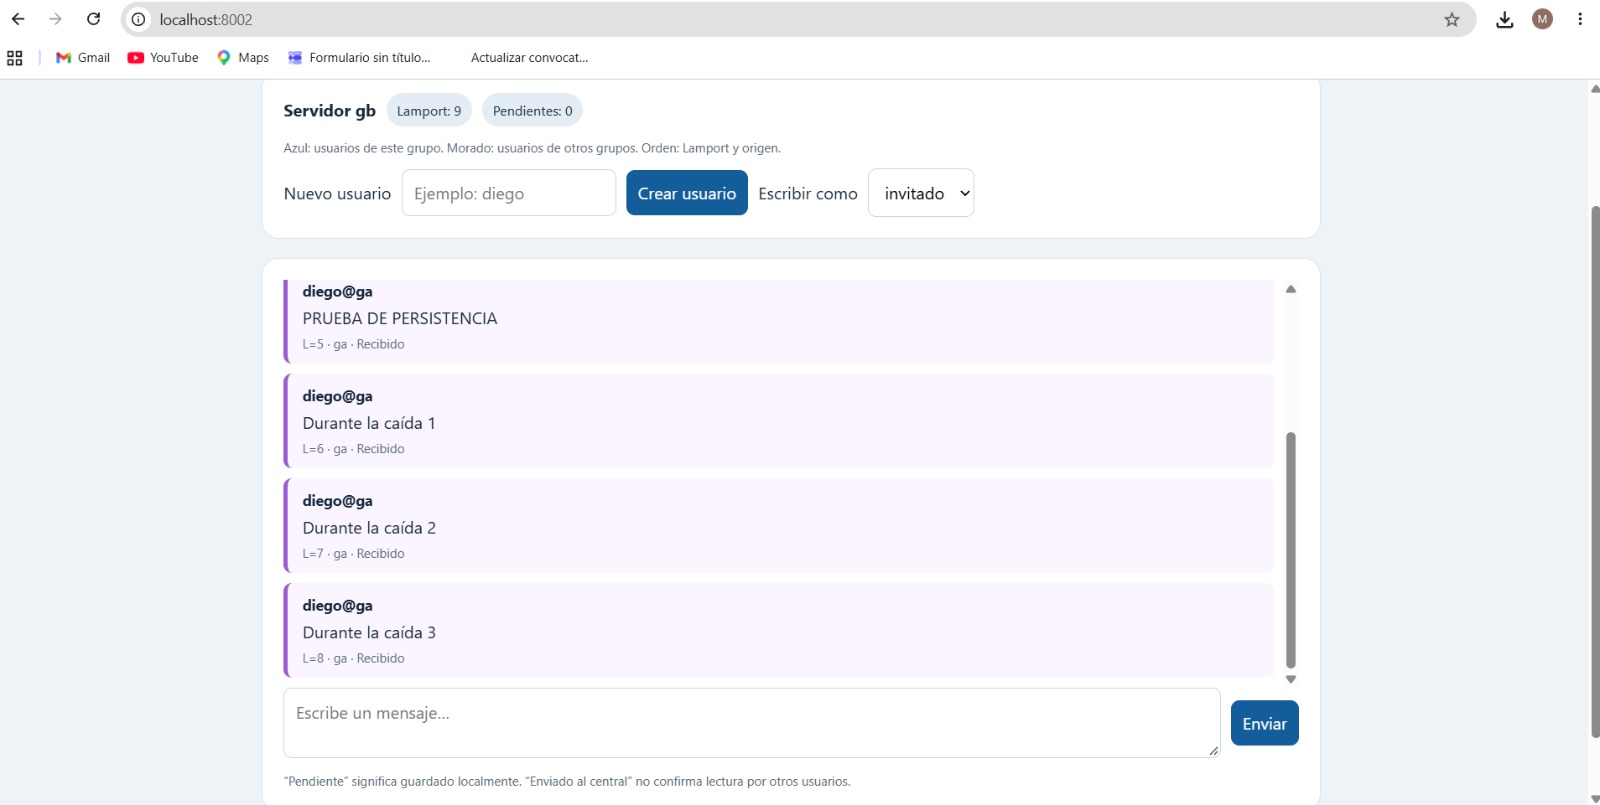 localhost:8002
M
Gmail YouTube Maps Formulario sin título... Actualizar convocat...
Servidor gb Lamport: 9 Pendientes: 0
Azul: usuarios de este grupo. Morado: usuarios de otros grupos. Orden: Lamport y origen.
Nuevo usuario Ejemplo: diego Crear usuario Escribir como invitado
diego@ga
PRUEBA DE PERSISTENCIA
L=5 · ga · Recibido
diego@ga
Durante la caída 1
L=6 · ga · Recibido
diego@ga
Durante la caída 2
L=7 · ga · Recibido
diego@ga
Durante la caída 3
L=8 · ga · Recibido
Escribe un mensaje...
Enviar
“Pendiente” significa guardado localmente. “Enviado al central” no confirma lectura por otros usuarios.